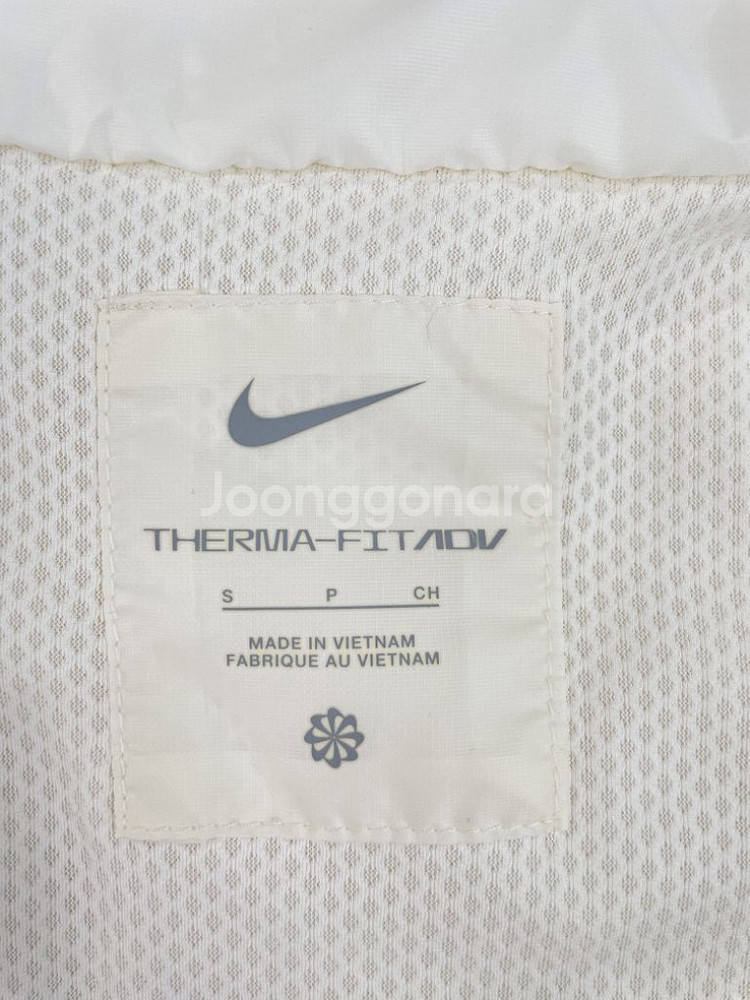 Joonggonara
THERMA-FIT ADV
S P CH
MADE IN VIETNAM
FABRIQUE AU VIETNAM